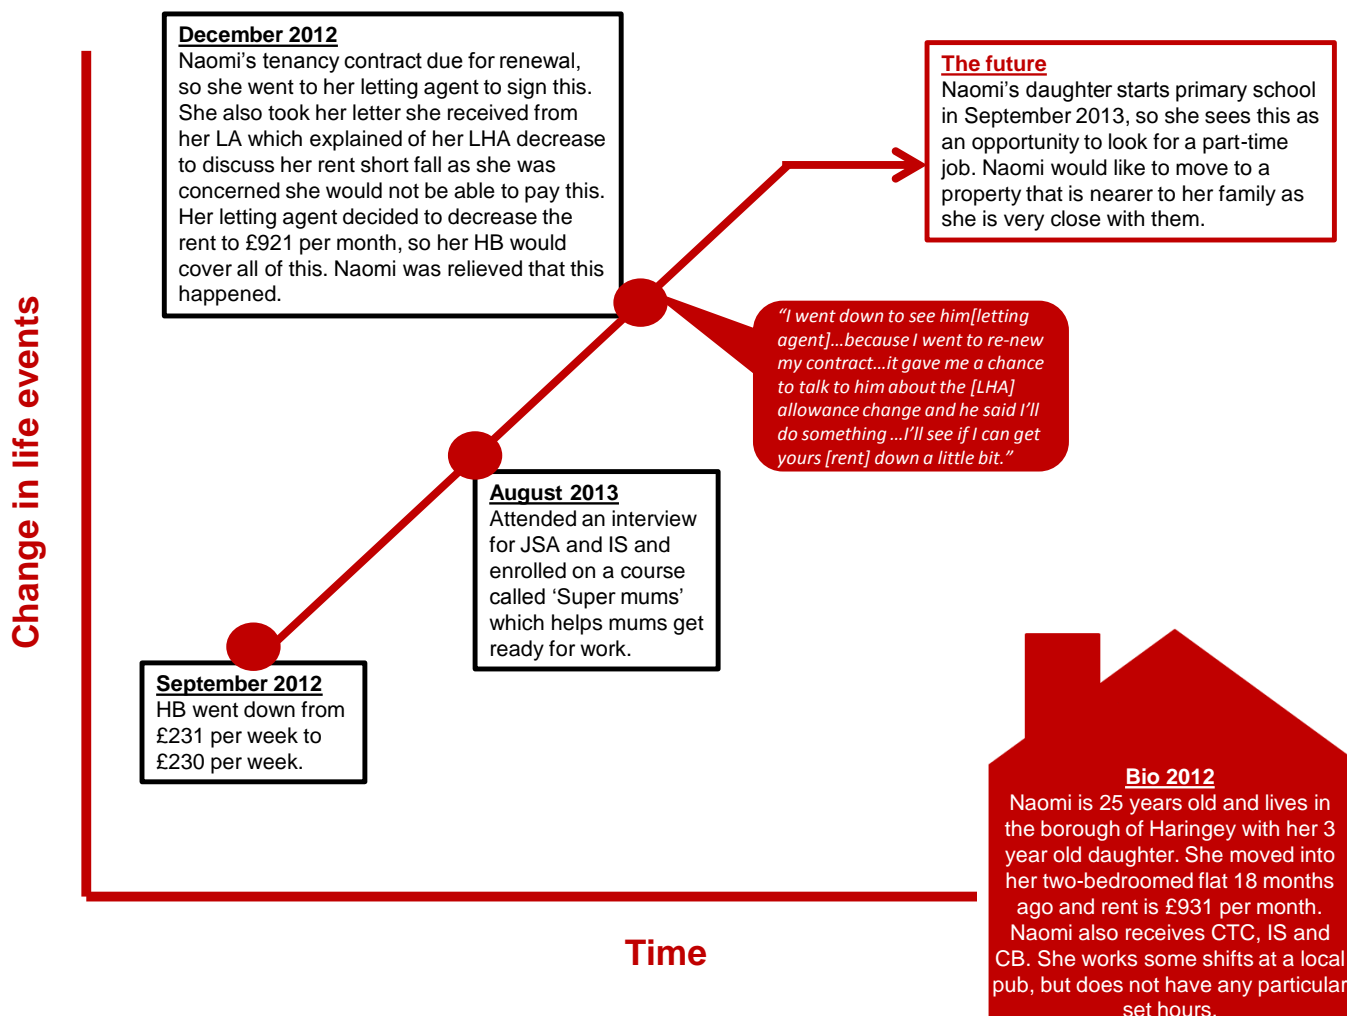 December 2012
Naomi's tenancy contract due for renewal,
so she went to her letting agent to sign this.
She also took her letter she received from
her LA which explained of her LHA decrease
to discuss her rent short fall as she was
concerned she would not be able to pay this.
Her letting agent decided to decrease the
rent to £921 per month, so her HB would
cover all of this. Naomi was relieved that this
happened.
The future
Naomi's daughter starts primary school
in September 2013, so she sees this as
an opportunity to look for a part-time
job. Naomi would like to move to a
property that is nearer to her family as
she is very close with them.
"I went down to see him[letting
agent]...because I went to re-new
my contract...it gave me a chance
to talk to him about the [LHA]
allowance change and he said I'll
do something ...I'll see if I can get
yours [rent] down a little bit."
Change in life events
August 2013
Attended an interview
for JSA and IS and
enrolled on a course
called 'Super mums'
which helps mums get
ready for work.
September 2012
HB went down from
£231 per week to
£230 per week.
Bio 2012
Naomi is 25 years old and lives in
the borough of Haringey with her 3
year old daughter. She moved into
her two-bedroomed flat 18 months
ago and rent is £931 per month.
Naomi also receives CTC, IS and
CB. She works some shifts at a local
pub, but does not have any particular
set hours.
Time